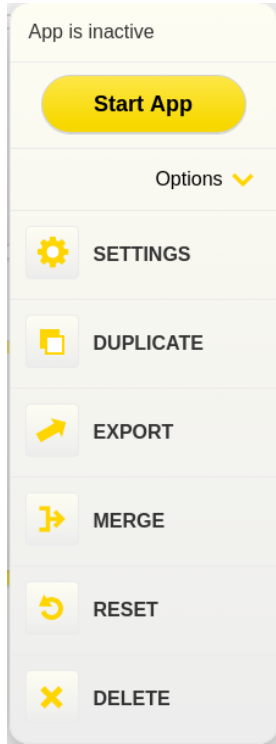 App is inactive
Start App
Options
SETTINGS
DUPLICATE
EXPORT
MERGE
RESET
DELETE